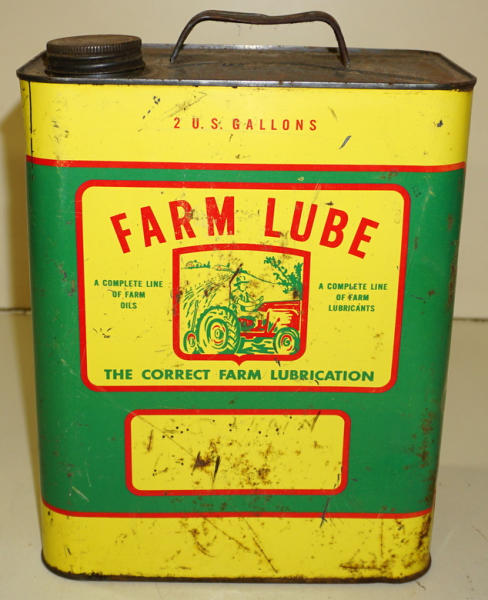 2 U.S. GALLONS
FARM LUBE
A COMPLETE LINE
OF FARM
OILS
A COMPLETE LINE
OF FARM
LUBRICANTS
THE CORRECT FARM LUBRICATION